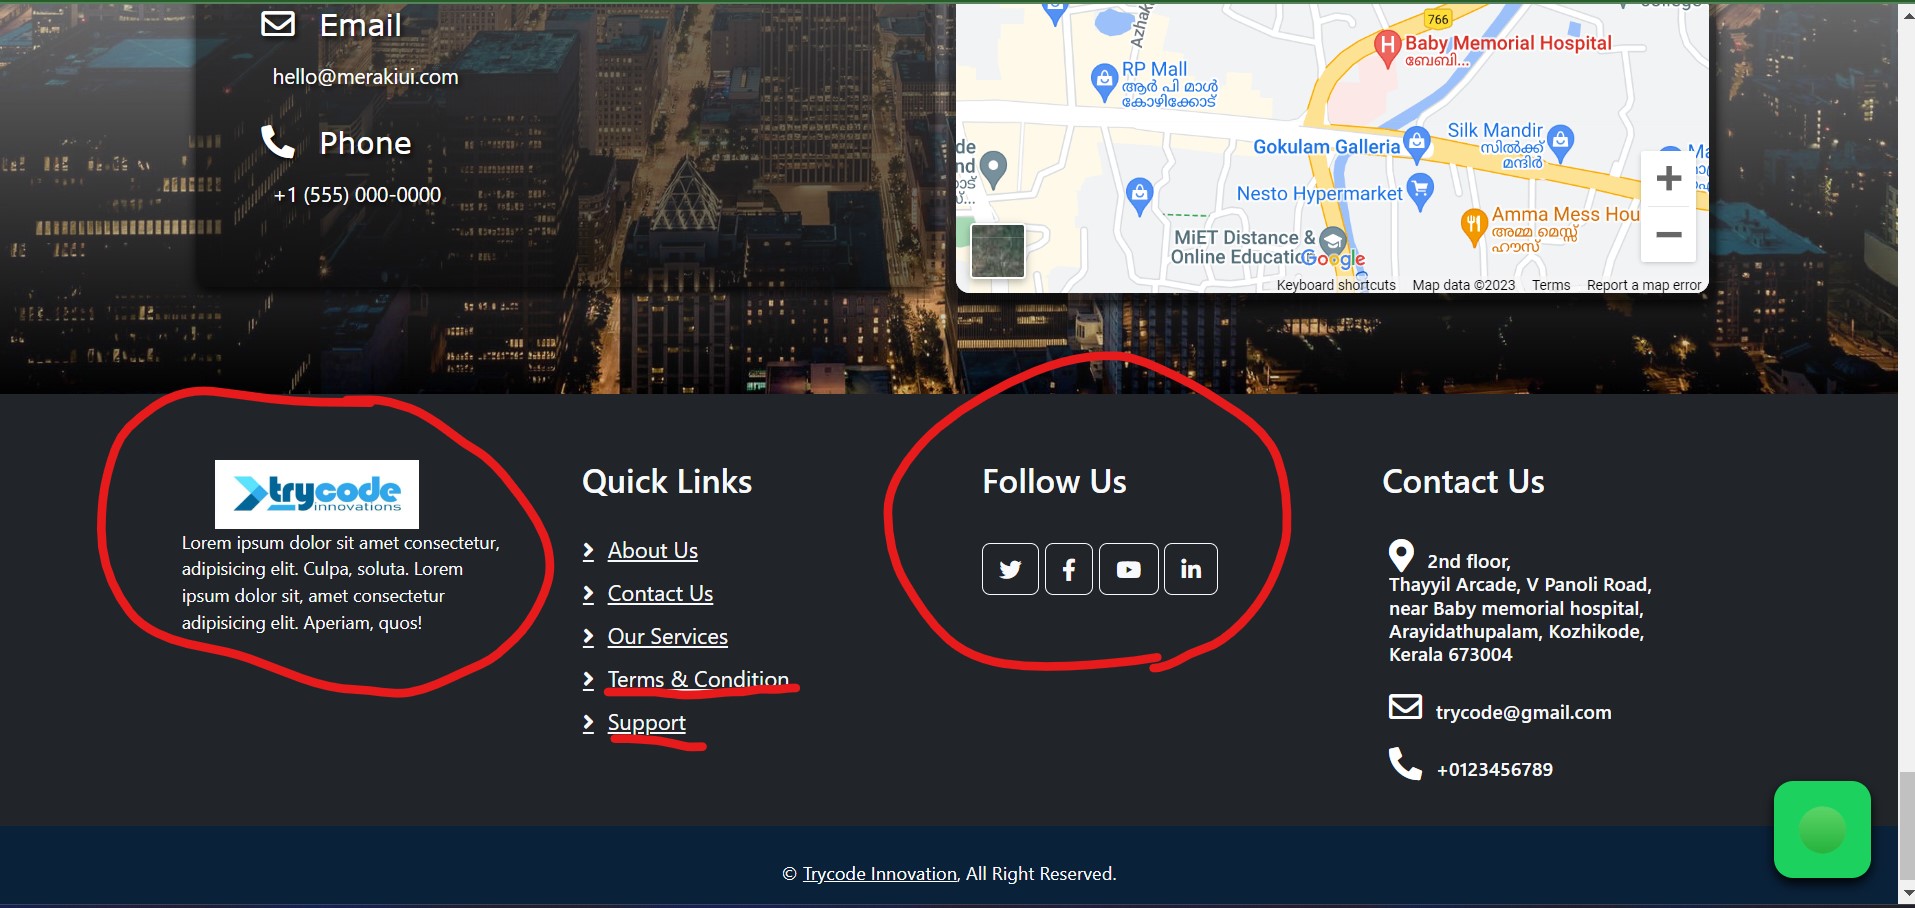 Email
hello@merakiui.com
Phone
+1 (555) 000-0000
Azhak
766
H Baby Memorial Hospital
ബേബി...
RP Mall
ആർ പി മാൾ
കോഴിക്കോട്
Gokulam Galleria
Silk Mandir
സിൽക്ക്
മന്ദിർ
Nesto Hypermarket
Amma Mess Hou
അമ്മ മെസ്സ്
ഹൗസ്
MiET Distance &
Online Educatio
Google
Keyboard shortcuts Map data ©2023 Terms Report a map error
trycode
innovations
Lorem ipsum dolor sit amet consectetur,
adipisicing elit. Culpa, soluta. Lorem
ipsum dolor sit, amet consectetur
adipisicing elit. Aperiam, quos!
Quick Links
About Us
Contact Us
Our Services
Terms & Condition
Support
Follow Us
Contact Us
2nd floor,
Thayyil Arcade, V Panoli Road,
near Baby memorial hospital,
Arayidathupalam, Kozhikode,
Kerala 673004
trycode@gmail.com
+0123456789
© Trycode Innovation, All Right Reserved.